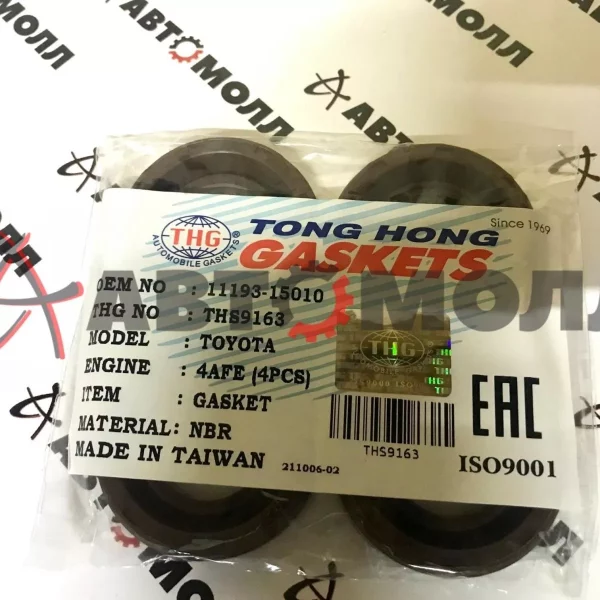 АВТОМОЛЛ
АВТОМОЛЛ
THG
AUTOMOBILE GASKETS®
TONG HONG
GASKETS
Since 1969
OEM NO : 11193-15010
THG NO : THS9163
MODEL : TOYOTA
ENGINE : 4AFE (4PCS)
ITEM : GASKET
MATERIAL: NBR
MADE IN TAIWAN
211006-02
THG
THS9163
EAC
ISO9001
АВТОМОЛЛ